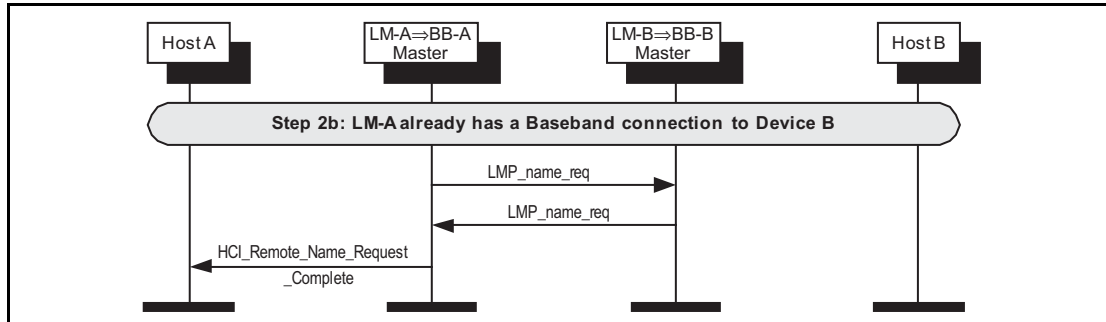 Host A
LM-A⇒BB-A
Master
LM-B⇒BB-B
Master
Host B
Step 2b: LM-A already has a Baseband connection to Device B
LMP_name_req
LMP_name_req
HCI_Remote_Name_Request
_Complete